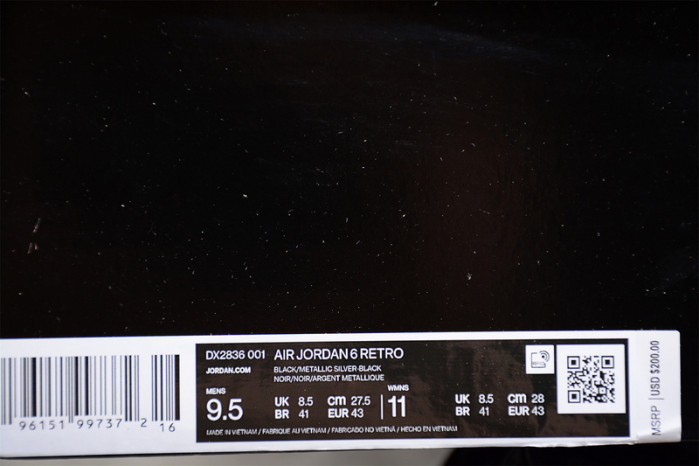 DX2836 001 AIR JORDAN 6 RETRO
JORDAN.COM
BLACK/METALLIC SILVER-BLACK
NOIR/NOIR/ARGENT METALLIQUE
MENS
9.5
UK 8.5 CM 27.5
BR 41 EUR 43
WMNS
11
UK 8.5 CM 28
BR 41 EUR 43
MADE IN VIETNAM / FABRIQUE AU VIETNAM / FABRICADO NO VIETNÃ / HECHO EN VIETNAM
96151 99737 2 16
MSRP | USD $200.00